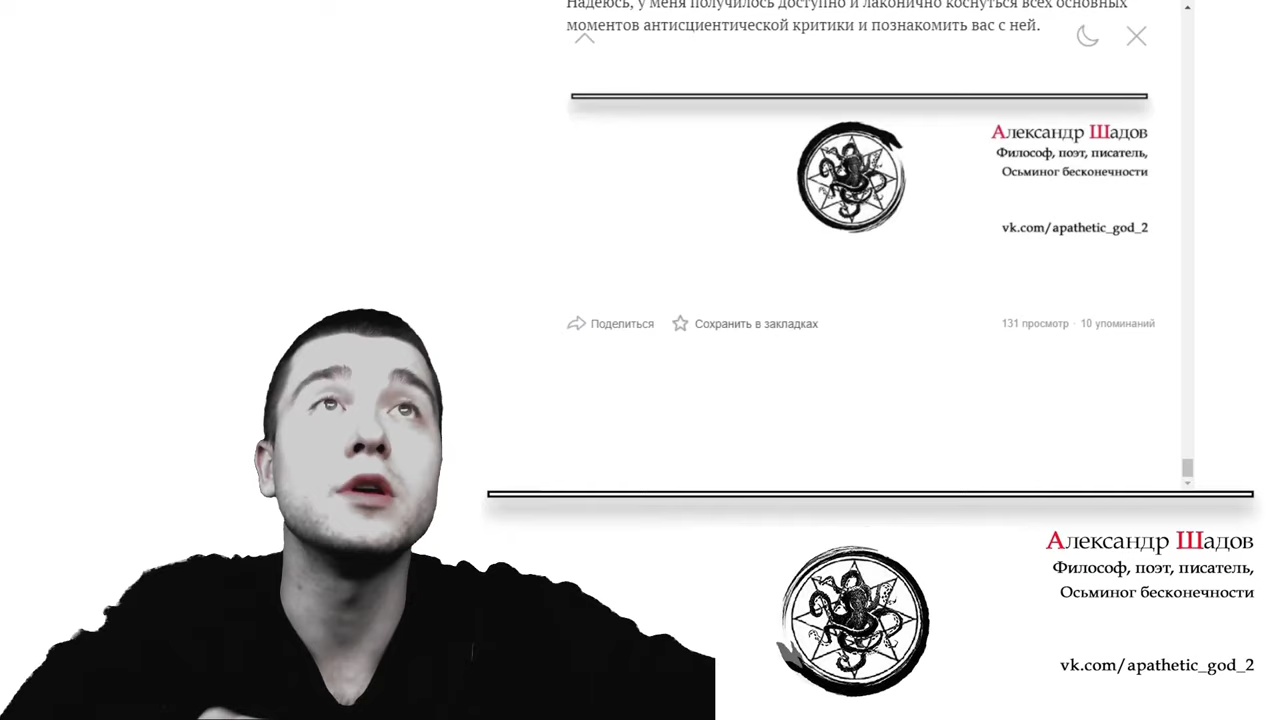 Надеюсь, у меня получилось доступно и лаконично коснуться всех основных
моментов антисциентической критики и познакомить вас с ней.
Александр Шадов
Философ, поэт, писатель,
Осьминог бесконечности
vk.com/apathetic_god_2
Поделиться
Сохранить в закладках
131 просмотр · 10 упоминаний
Александр Шадов
Философ, поэт, писатель,
Осьминог бесконечности
vk.com/apathetic_god_2